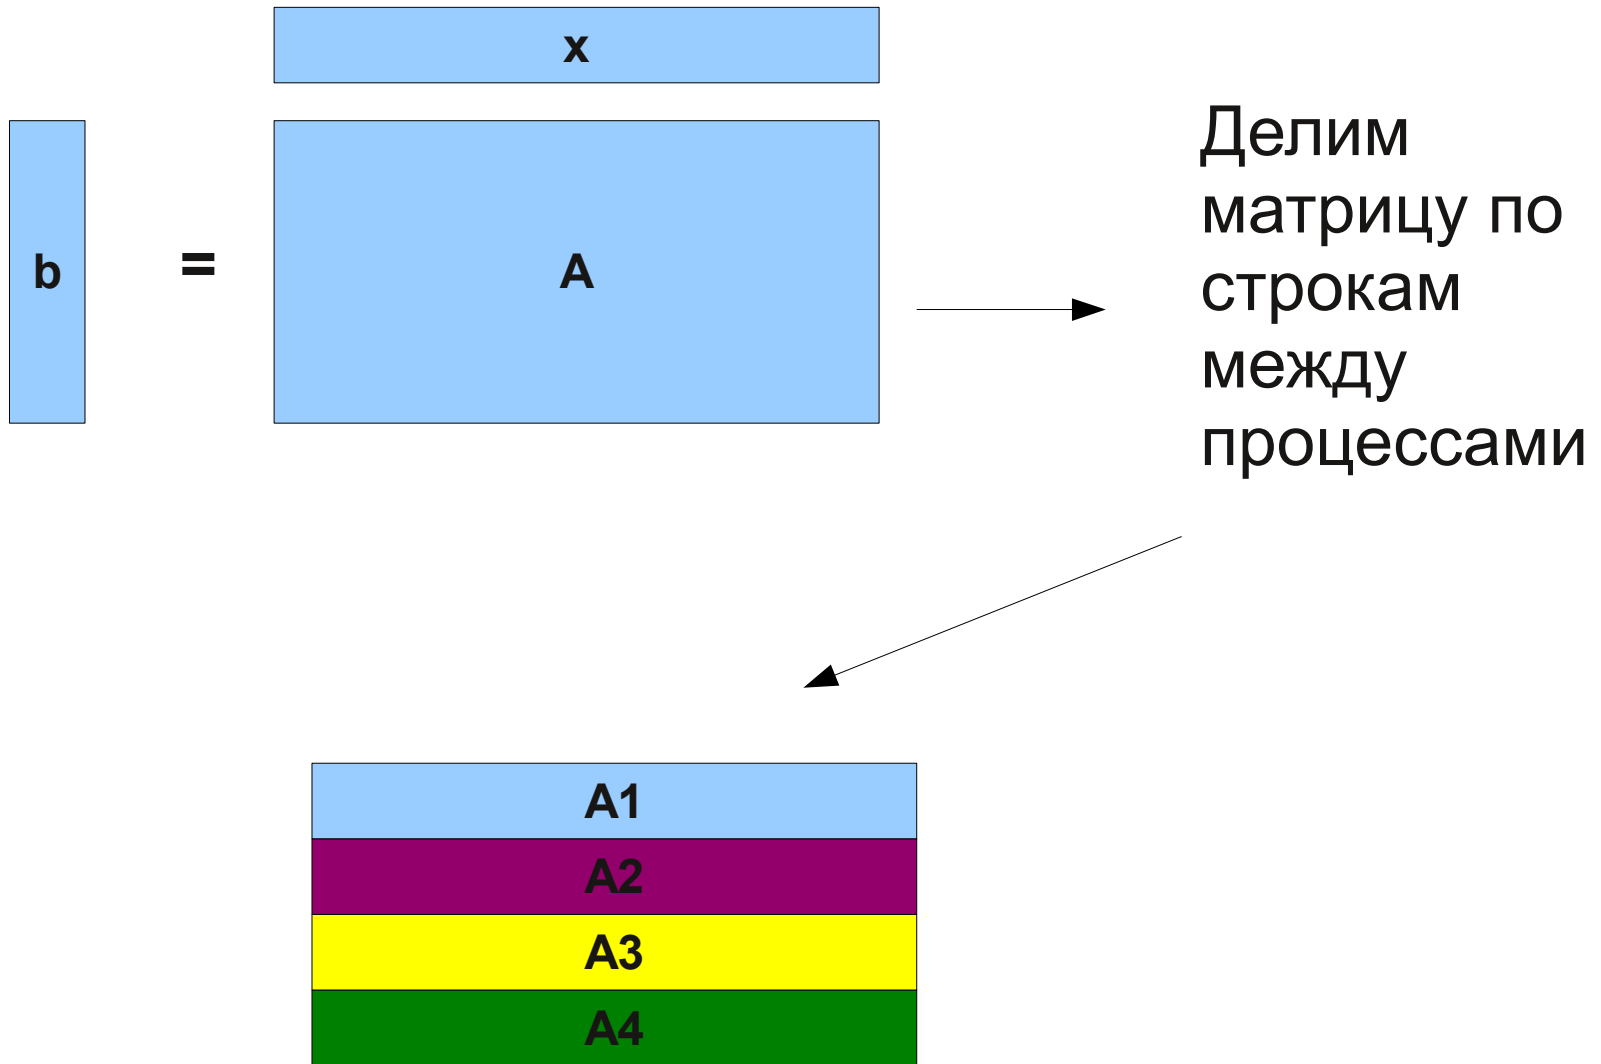 x
b
=
A
Делим
матрицу по
строкам
между
процессами
A1
A2
A3
A4